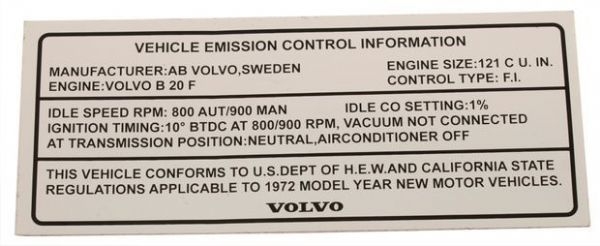 VEHICLE EMISSION CONTROL INFORMATION
MANUFACTURER:AB VOLVO,SWEDEN ENGINE SIZE:121 C U. IN.
ENGINE:VOLVO B 20 F CONTROL TYPE: F.I.
IDLE SPEED RPM: 800 AUT/900 MAN IDLE CO SETTING:1%
IGNITION TIMING:10° BTDC AT 800/900 RPM, VACUUM NOT CONNECTED
AT TRANSMISSION POSITION:NEUTRAL,AIRCONDITIONER OFF
THIS VEHICLE CONFORMS TO U.S.DEPT OF H.E.W.AND CALIFORNIA STATE
REGULATIONS APPLICABLE TO 1972 MODEL YEAR NEW MOTOR VEHICLES.
VOLVO